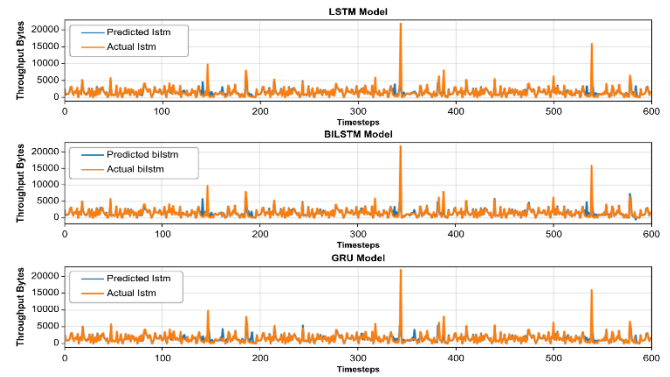 LSTM Model
Throughput Bytes
20000
15000
10000
5000
0
Predicted lstm
Actual lstm
0 100 200 300 400 500 600
Timesteps
BILSTM Model
Throughput Bytes
20000
15000
10000
5000
0
Predicted bilstm
Actual bilstm
0 100 200 300 400 500 600
Timesteps
GRU Model
Throughput Bytes
20000
15000
10000
5000
0
Predicted lstm
Actual lstm
0 100 200 300 400 500 600
Timesteps